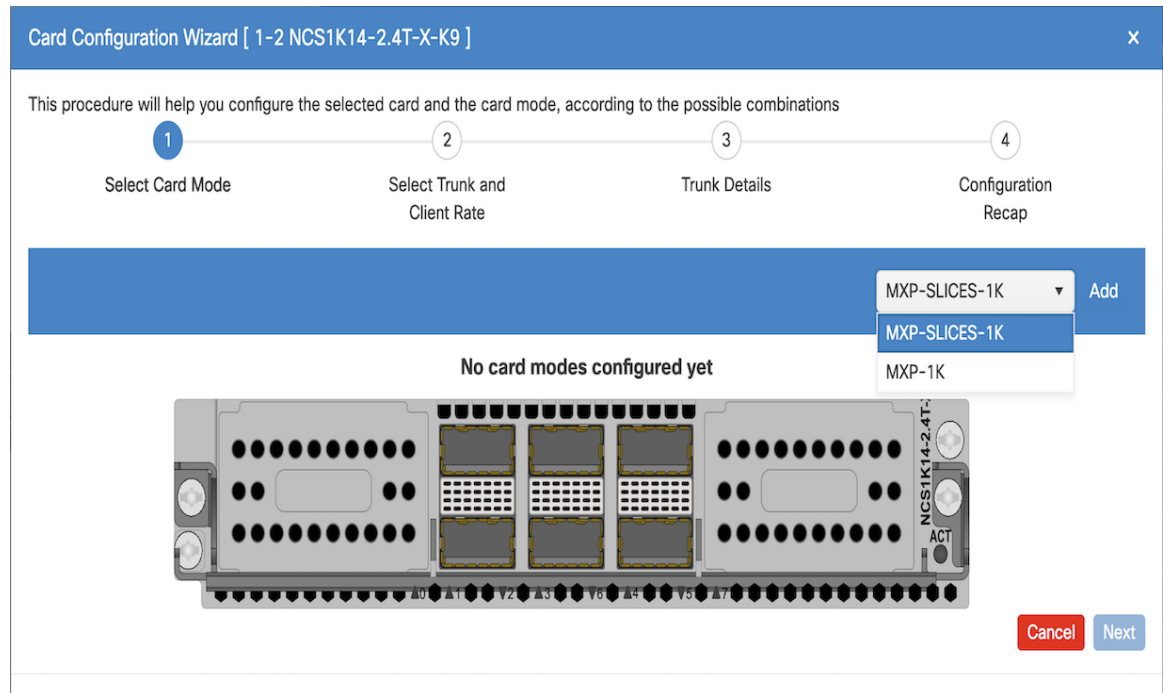 Card Configuration Wizard [ 1-2 NCS1K14-2.4T-X-K9 ]
x
This procedure will help you configure the selected card and the card mode, according to the possible combinations
1
2
3
4
Select Card Mode
Select Trunk and
Client Rate
Trunk Details
Configuration
Recap
MXP-SLICES-1K
Add
MXP-SLICES-1K
MXP-1K
No card modes configured yet
NCS1K14-2.4T-
ACT
0 1 2 3 6 4 5 7
Cancel
Next